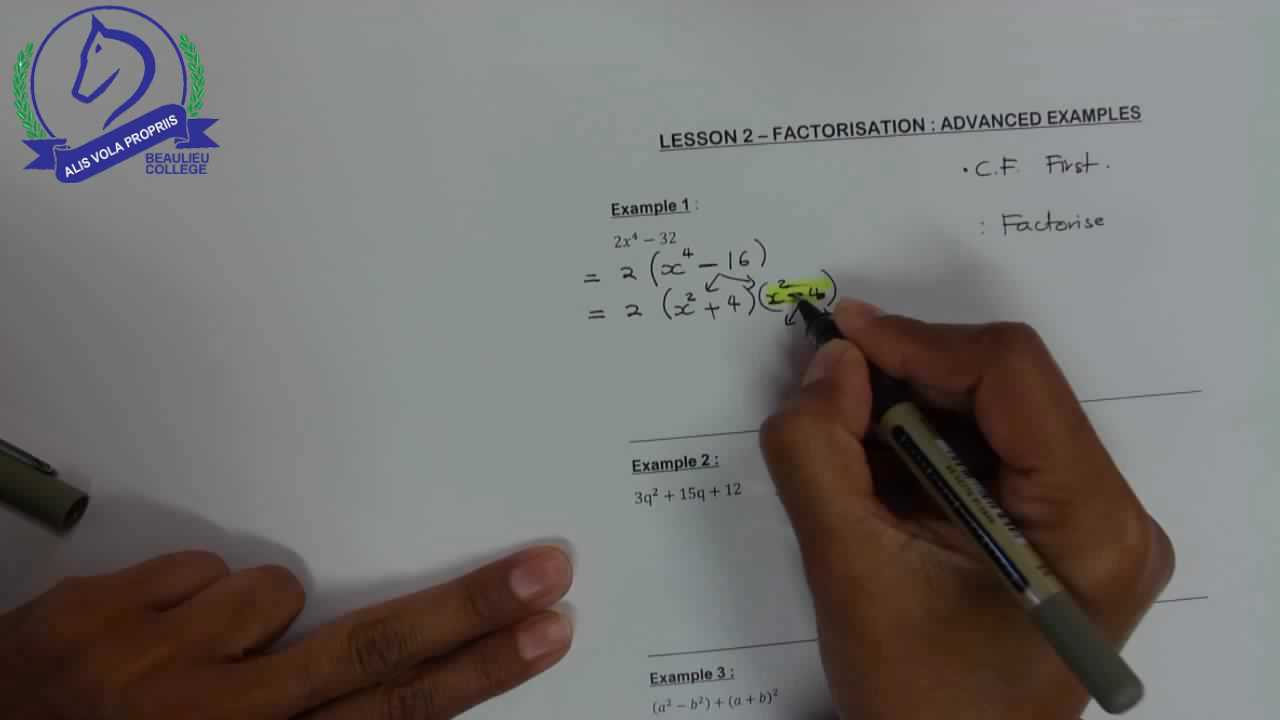 ALIS VOLA PROPRIIS
BEAULIEU
COLLEGE
LESSON 2 – FACTORISATION : ADVANCED EXAMPLES
• C.F. First.
: Factorise
Example 1 :
2x⁴ − 32
= 2 (x⁴ − 16)
= 2 (x² + 4)(x² − 4)
Example 2 :
3q² + 15q + 12
Example 3 :
(a² − b²) + (a + b)²